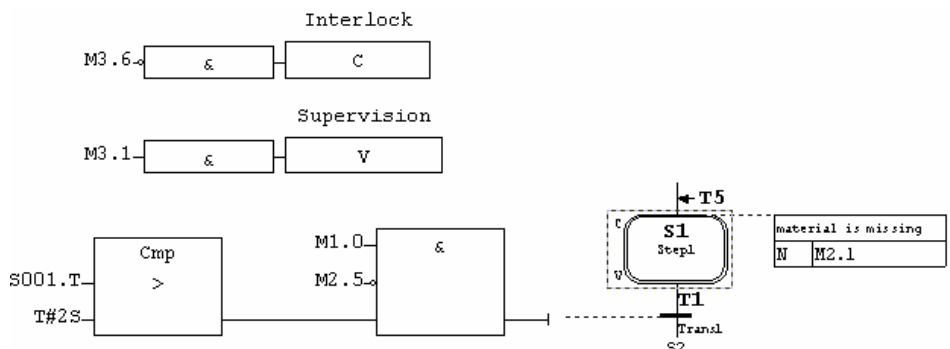 Interlock
M3.6 & C
Supervision
M3.1 & V
T5
C S1
Step1
V
material is missing
N M2.1
Cmp
>
S001.T
T#2S
M1.0 &
M2.5
T1
Trans1
S2